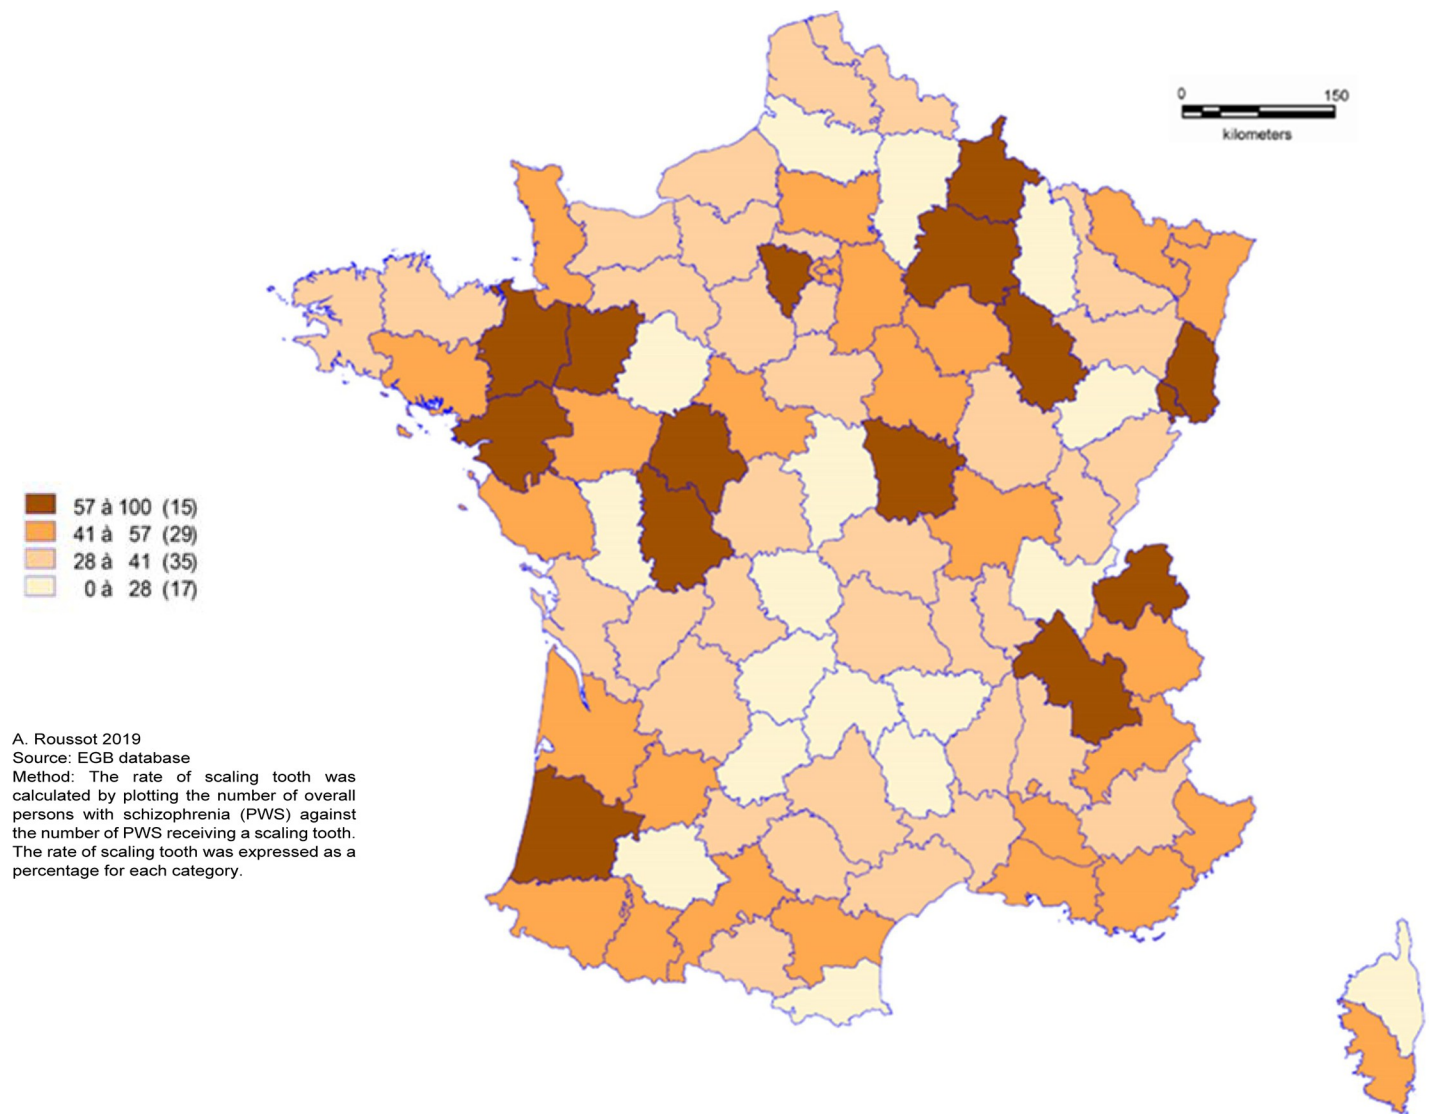 0 150
kilometers
57 à 100 (15)
41 à 57 (29)
28 à 41 (35)
0 à 28 (17)
A. Roussot 2019
Source: EGB database
Method: The rate of scaling tooth was
calculated by plotting the number of overall
persons with schizophrenia (PWS) against
the number of PWS receiving a scaling tooth.
The rate of scaling tooth was expressed as a
percentage for each category.